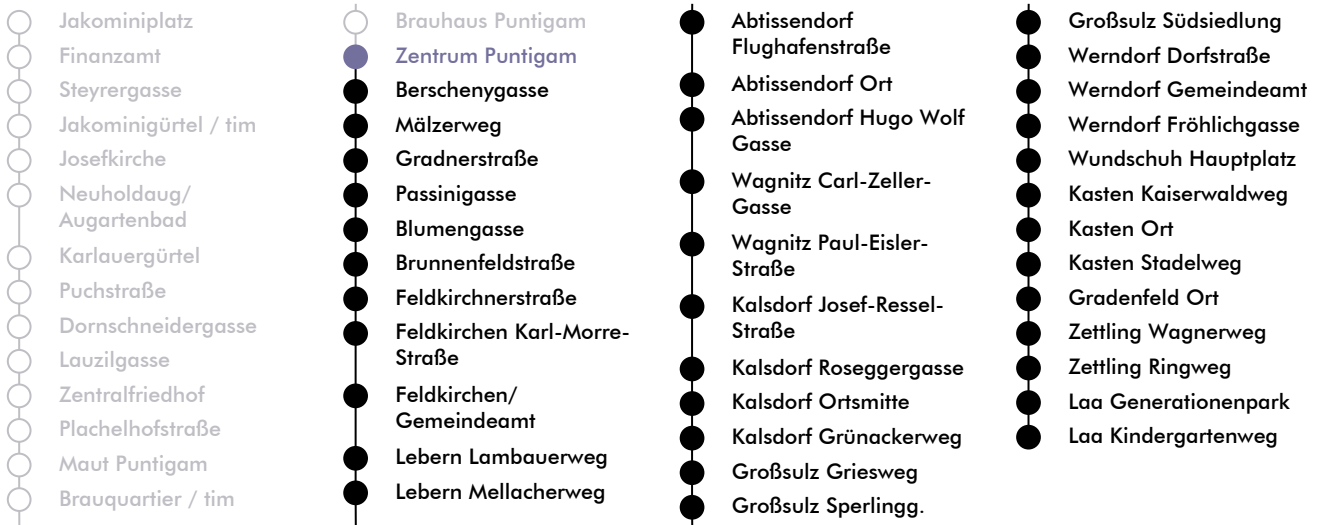 Jakominiplatz
Finanzamt
Steyrergasse
Jakominigürtel / tim
Josefkirche
Neuholdaug/
Augartenbad
Karlauergürtel
Puchstraße
Dornschneidergasse
Lauzilgasse
Zentralfriedhof
Plachelhofstraße
Maut Puntigam
Brauquartier / tim
Brauhaus Puntigam
Zentrum Puntigam
Berschenygasse
Mälzerweg
Gradnerstraße
Passinigasse
Blumengasse
Brunnenfeldstraße
Feldkirchnerstraße
Feldkirchen Karl-Morre-
Straße
Feldkirchen/
Gemeindeamt
Lebern Lambauerweg
Lebern Mellacherweg
Abtissendorf
Flughafenstraße
Abtissendorf Ort
Abtissendorf Hugo Wolf
Gasse
Wagnitz Carl-Zeller-
Gasse
Wagnitz Paul-Eisler-
Straße
Kalsdorf Josef-Ressel-
Straße
Kalsdorf Roseggergasse
Kalsdorf Ortsmitte
Kalsdorf Grünackerweg
Großsulz Griesweg
Großsulz Sperlingg.
Großsulz Südsiedlung
Werndorf Dorfstraße
Werndorf Gemeindeamt
Werndorf Fröhlichgasse
Wundschuh Hauptplatz
Kasten Kaiserwaldweg
Kasten Ort
Kasten Stadelweg
Gradenfeld Ort
Zettling Wagnerweg
Zettling Ringweg
Laa Generationenpark
Laa Kindergartenweg